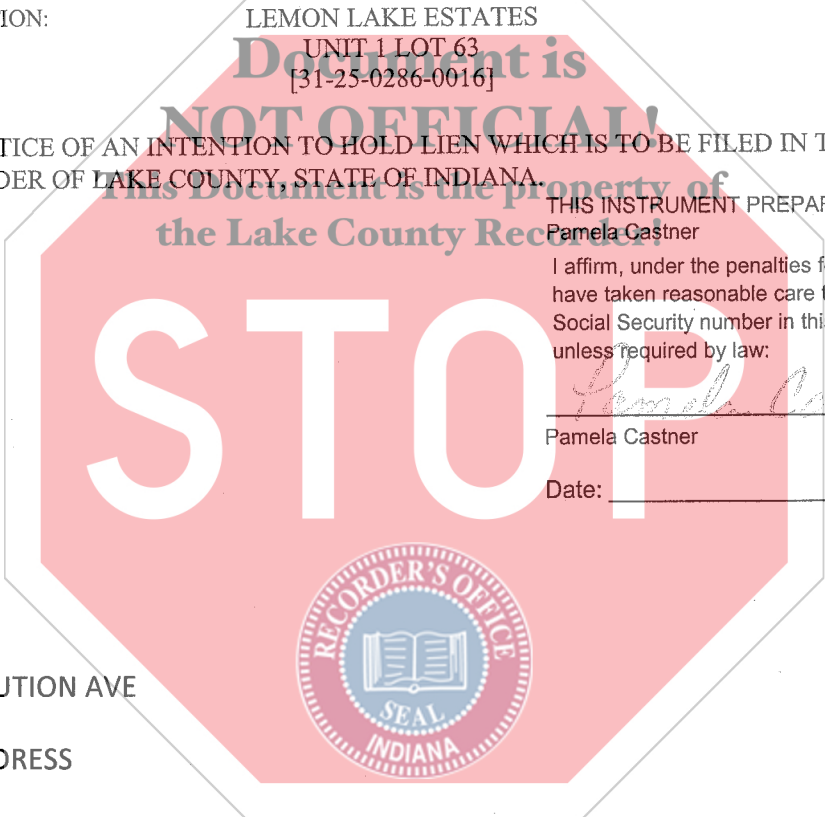 ION: LEMON LAKE ESTATES
UNIT 1 LOT 63
[31-25-0286-0016]
Document is
NOT OFFICIAL!
This Document is the property of
the Lake County Recorder!
TICE OF AN INTENTION TO HOLD LIEN WHICH IS TO BE FILED IN T
DER OF LAKE COUNTY, STATE OF INDIANA.
THIS INSTRUMENT PREPAR
Pamela Castner
I affirm, under the penalties f
have taken reasonable care t
Social Security number in thi
unless required by law:
Pamela Ca
Pamela Castner
Date:
STOP
RECORDER'S OFFICE
SEAL
INDIANA
UTION AVE
DRESS